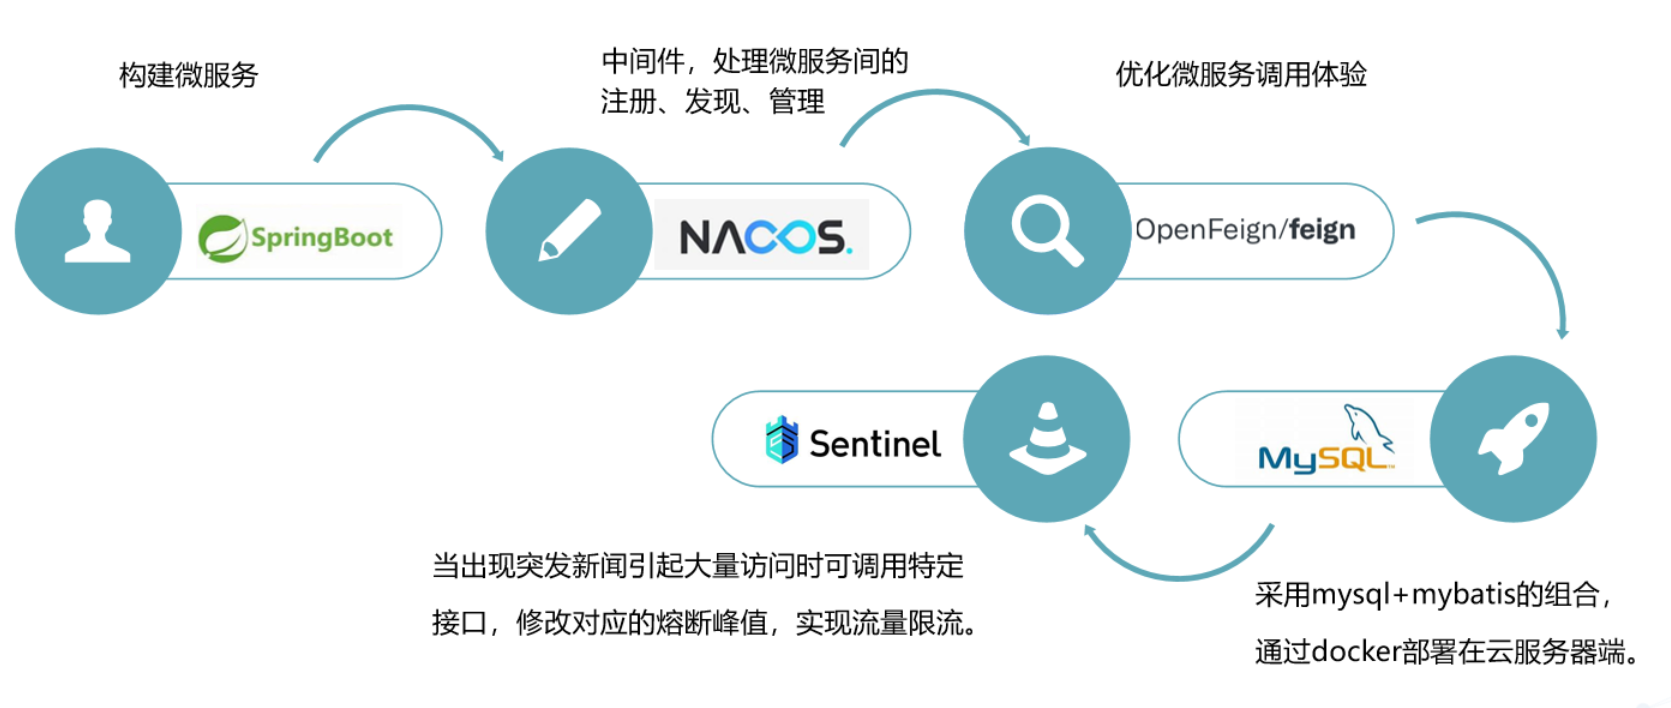 构建微服务
中间件，处理微服务间的
注册、发现、管理
优化微服务调用体验
SpringBoot
NACOS.
OpenFeign/feign
Sentinel
MySQL
当出现突发新闻引起大量访问时可调用特定
接口，修改对应的熔断峰值，实现流量限流。
采用mysql+mybatis的组合，
通过docker部署在云服务器端。